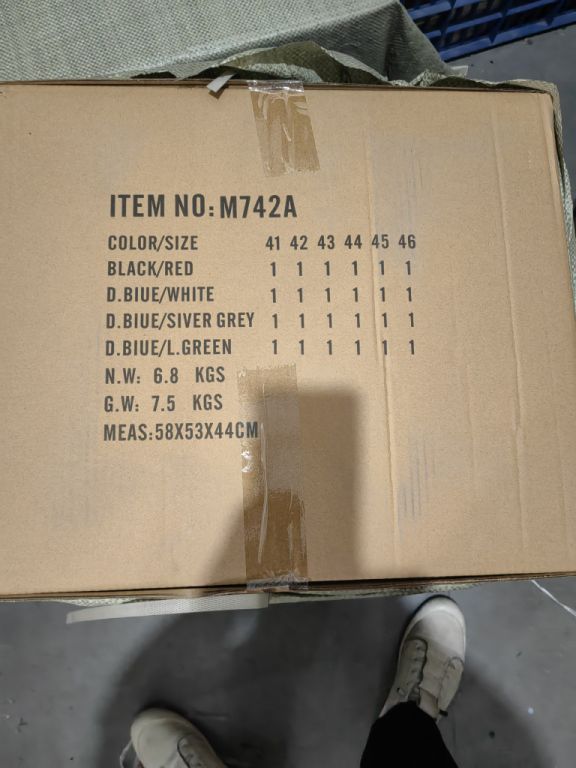 ITEM NO: M742A
COLOR/SIZE 41 42 43 44 45 46
BLACK/RED 1 1 1 1 1 1
D.BIUE/WHITE 1 1 1 1 1 1
D.BIUE/SIVER GREY 1 1 1 1 1 1
D.BIUE/L.GREEN 1 1 1 1 1 1
N.W: 6.8 KGS
G.W: 7.5 KGS
MEAS:58X53X44CM